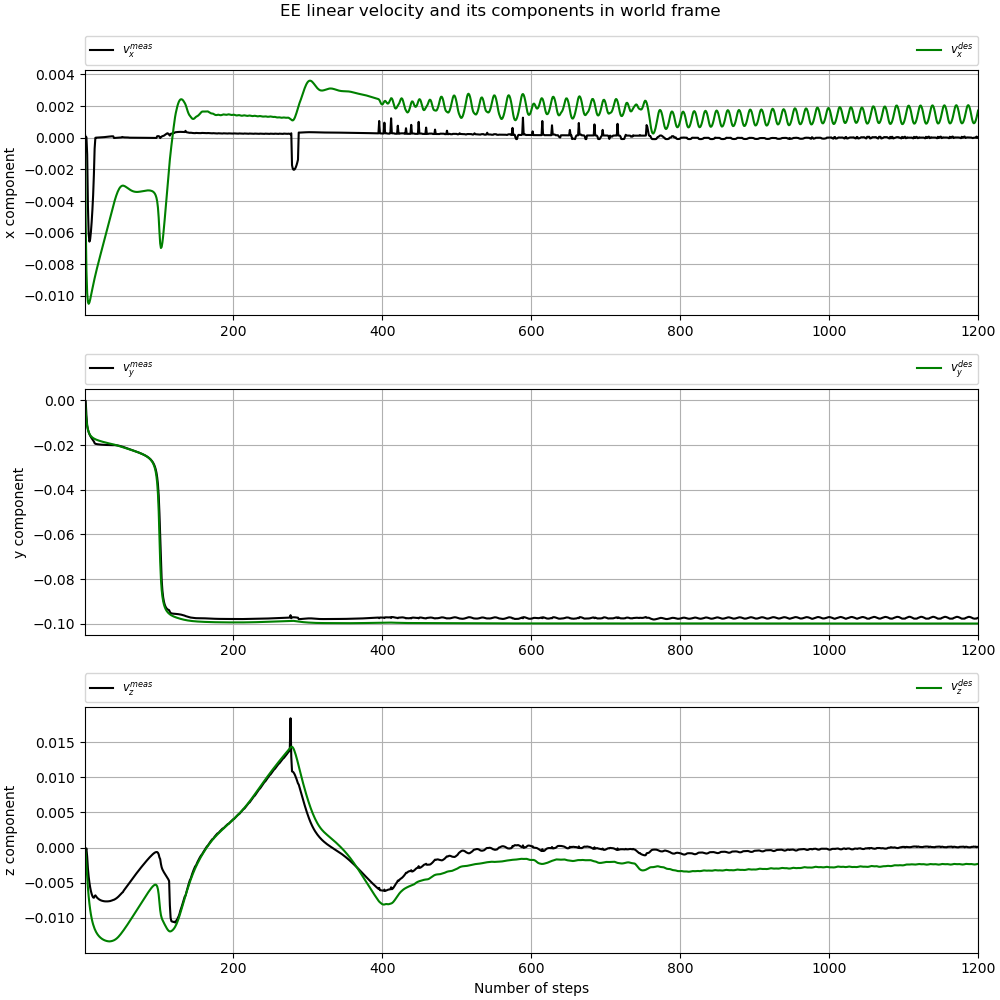 EE linear velocity and its components in world frame
v_x^meas v_x^des
0.004
0.002
0.000
−0.002
−0.004
−0.006
−0.008
−0.010
x component
200 400 600 800 1000 1200
v_y^meas v_y^des
0.00
−0.02
−0.04
−0.06
−0.08
−0.10
y component
200 400 600 800 1000 1200
v_z^meas v_z^des
0.015
0.010
0.005
0.000
−0.005
−0.010
z component
200 400 600 800 1000 1200
Number of steps